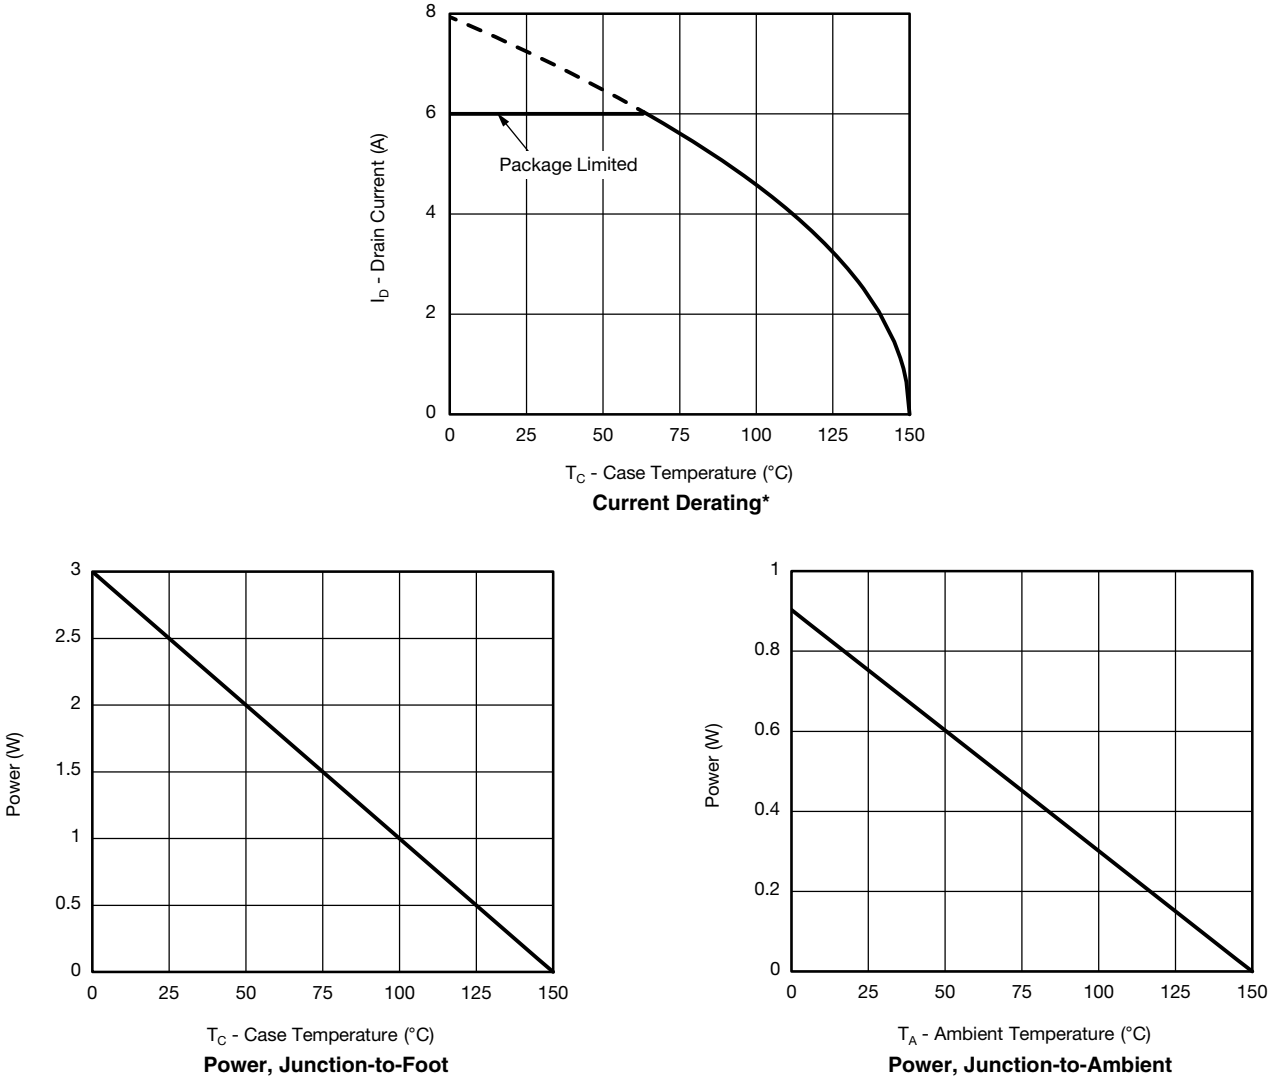 8
6
4
2
0
I_D - Drain Current (A)
Package Limited
0 25 50 75 100 125 150
T_C - Case Temperature (°C)
Current Derating*
3
2.5
2
1.5
1
0.5
0
Power (W)
0 25 50 75 100 125 150
T_C - Case Temperature (°C)
Power, Junction-to-Foot
1
0.8
0.6
0.4
0.2
0
Power (W)
0 25 50 75 100 125 150
T_A - Ambient Temperature (°C)
Power, Junction-to-Ambient